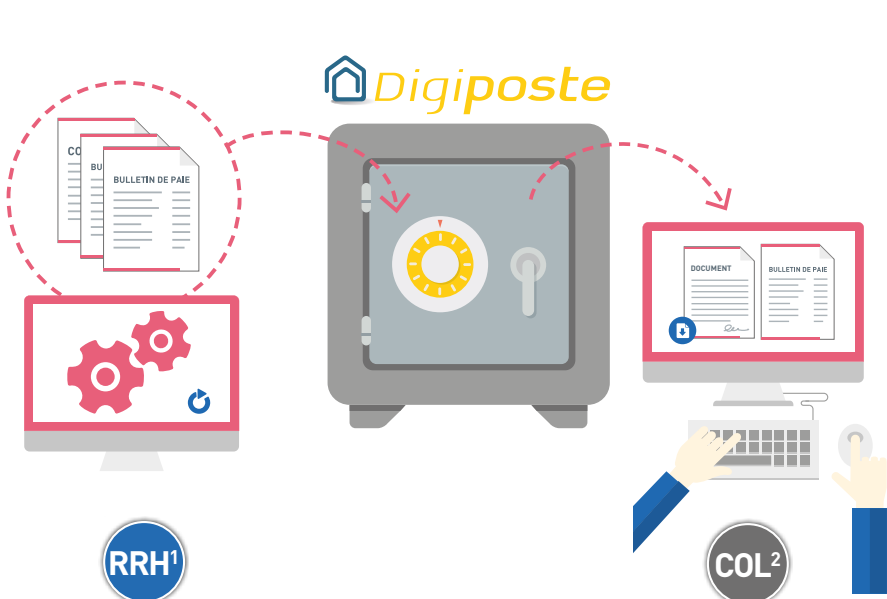 Digiposte
CO
BU
BULLETIN DE PAIE
DOCUMENT
BULLETIN DE PAIE
RRH¹
COL²